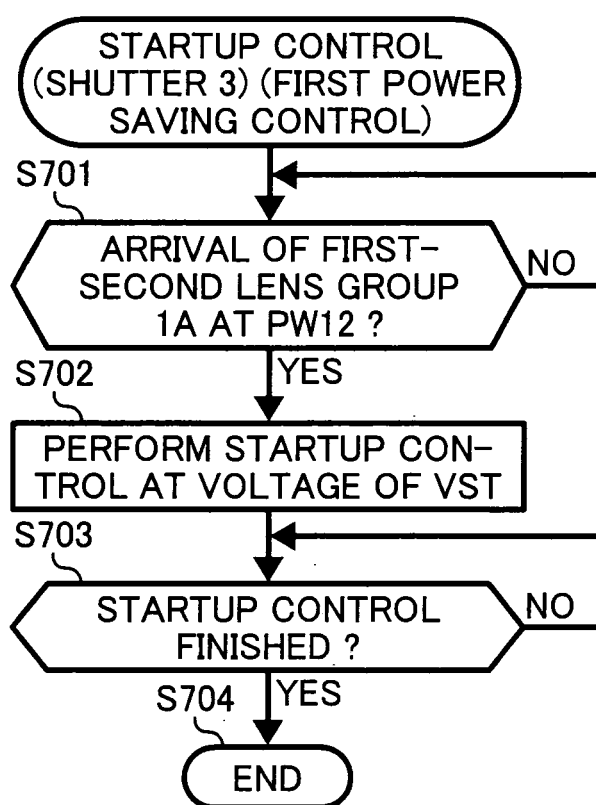 STARTUP CONTROL
(SHUTTER 3) (FIRST POWER
SAVING CONTROL)
S701
ARRIVAL OF FIRST-
SECOND LENS GROUP
1A AT PW12 ?
NO
S702
YES
PERFORM STARTUP CON-
TROL AT VOLTAGE OF VST
S703
STARTUP CONTROL
FINISHED ?
NO
S704
YES
END